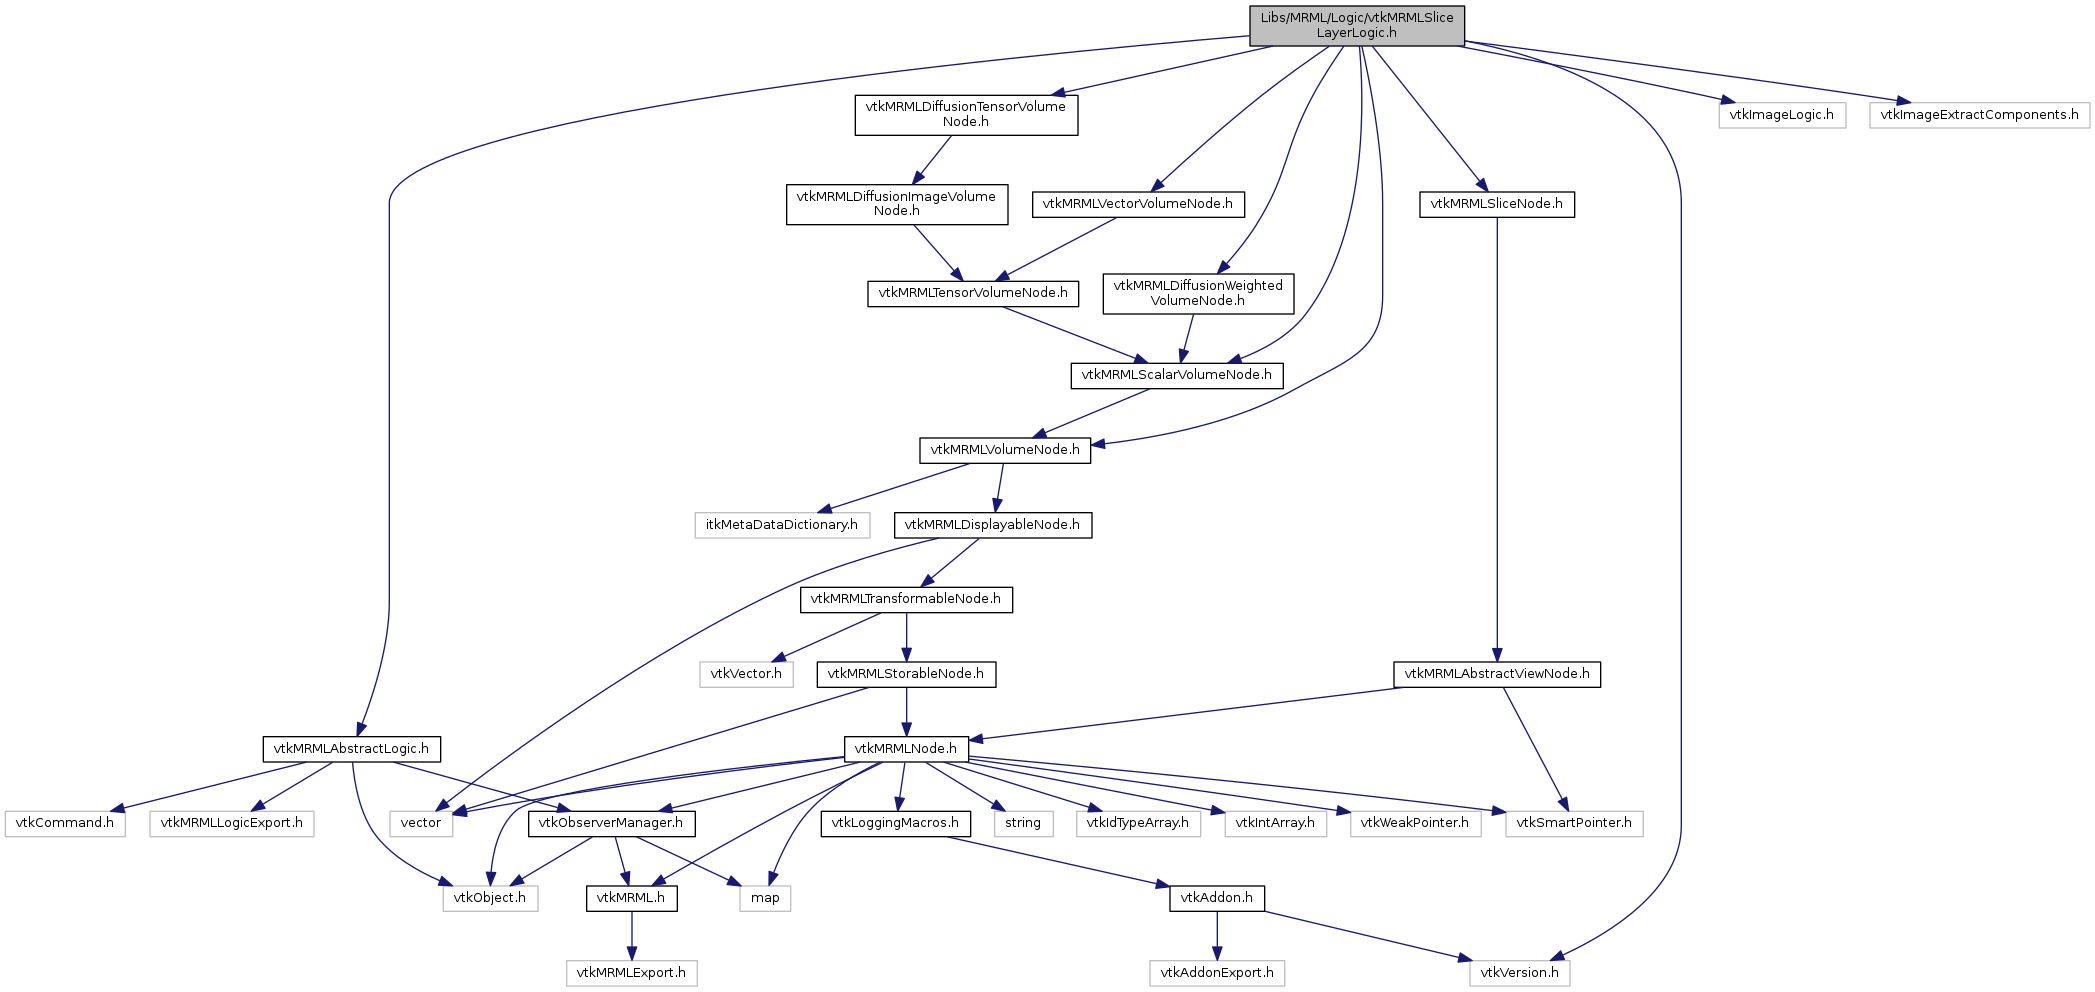 Libs/MRML/Logic/vtkMRMLSlice
LayerLogic.h
vtkMRMLDiffusionTensorVolume
Node.h
vtkImageLogic.h
vtkImageExtractComponents.h
vtkMRMLDiffusionImageVolume
Node.h
vtkMRMLVectorVolumeNode.h
vtkMRMLSliceNode.h
vtkMRMLTensorVolumeNode.h
vtkMRMLDiffusionWeighted
VolumeNode.h
vtkMRMLScalarVolumeNode.h
vtkMRMLVolumeNode.h
itkMetaDataDictionary.h
vtkMRMLDisplayableNode.h
vtkMRMLTransformableNode.h
vtkVector.h
vtkMRMLStorableNode.h
vtkMRMLAbstractViewNode.h
vtkMRMLAbstractLogic.h
vtkMRMLNode.h
vtkCommand.h
vtkMRMLLogicExport.h
vector
vtkObserverManager.h
vtkLoggingMacros.h
string
vtkIdTypeArray.h
vtkIntArray.h
vtkWeakPointer.h
vtkSmartPointer.h
vtkObject.h
vtkMRML.h
map
vtkAddon.h
vtkMRMLExport.h
vtkAddonExport.h
vtkVersion.h